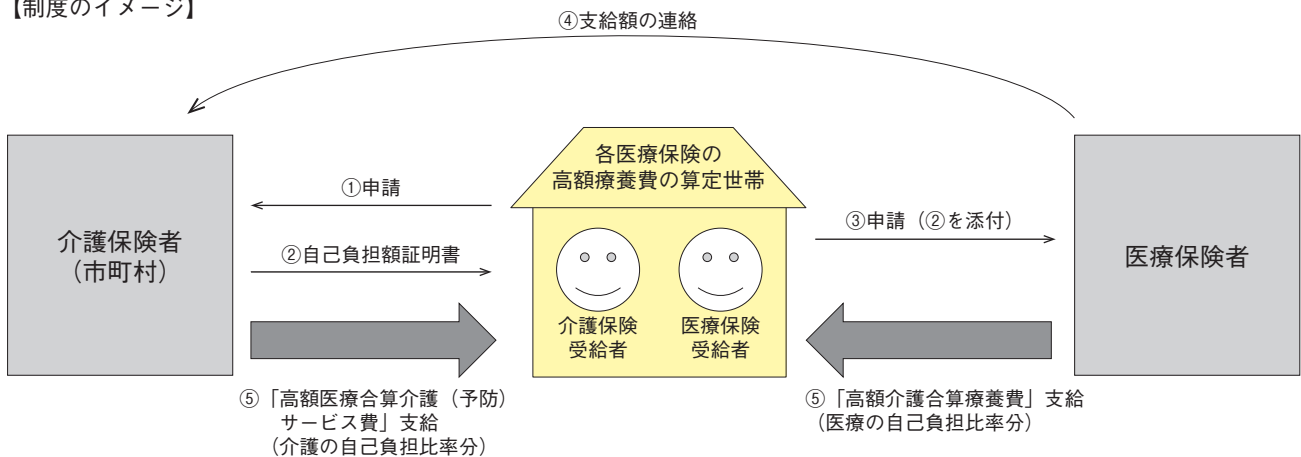 【制度のイメージ】
④支給額の連絡
各医療保険の
高額療養費の算定世帯
①申請
②自己負担額証明書
③申請（②を添付）
介護保険者
（市町村）
医療保険者
介護保険
受給者
医療保険
受給者
⑤「高額医療合算介護（予防）
サービス費」支給
（介護の自己負担比率分）
⑤「高額介護合算療養費」支給
（医療の自己負担比率分）